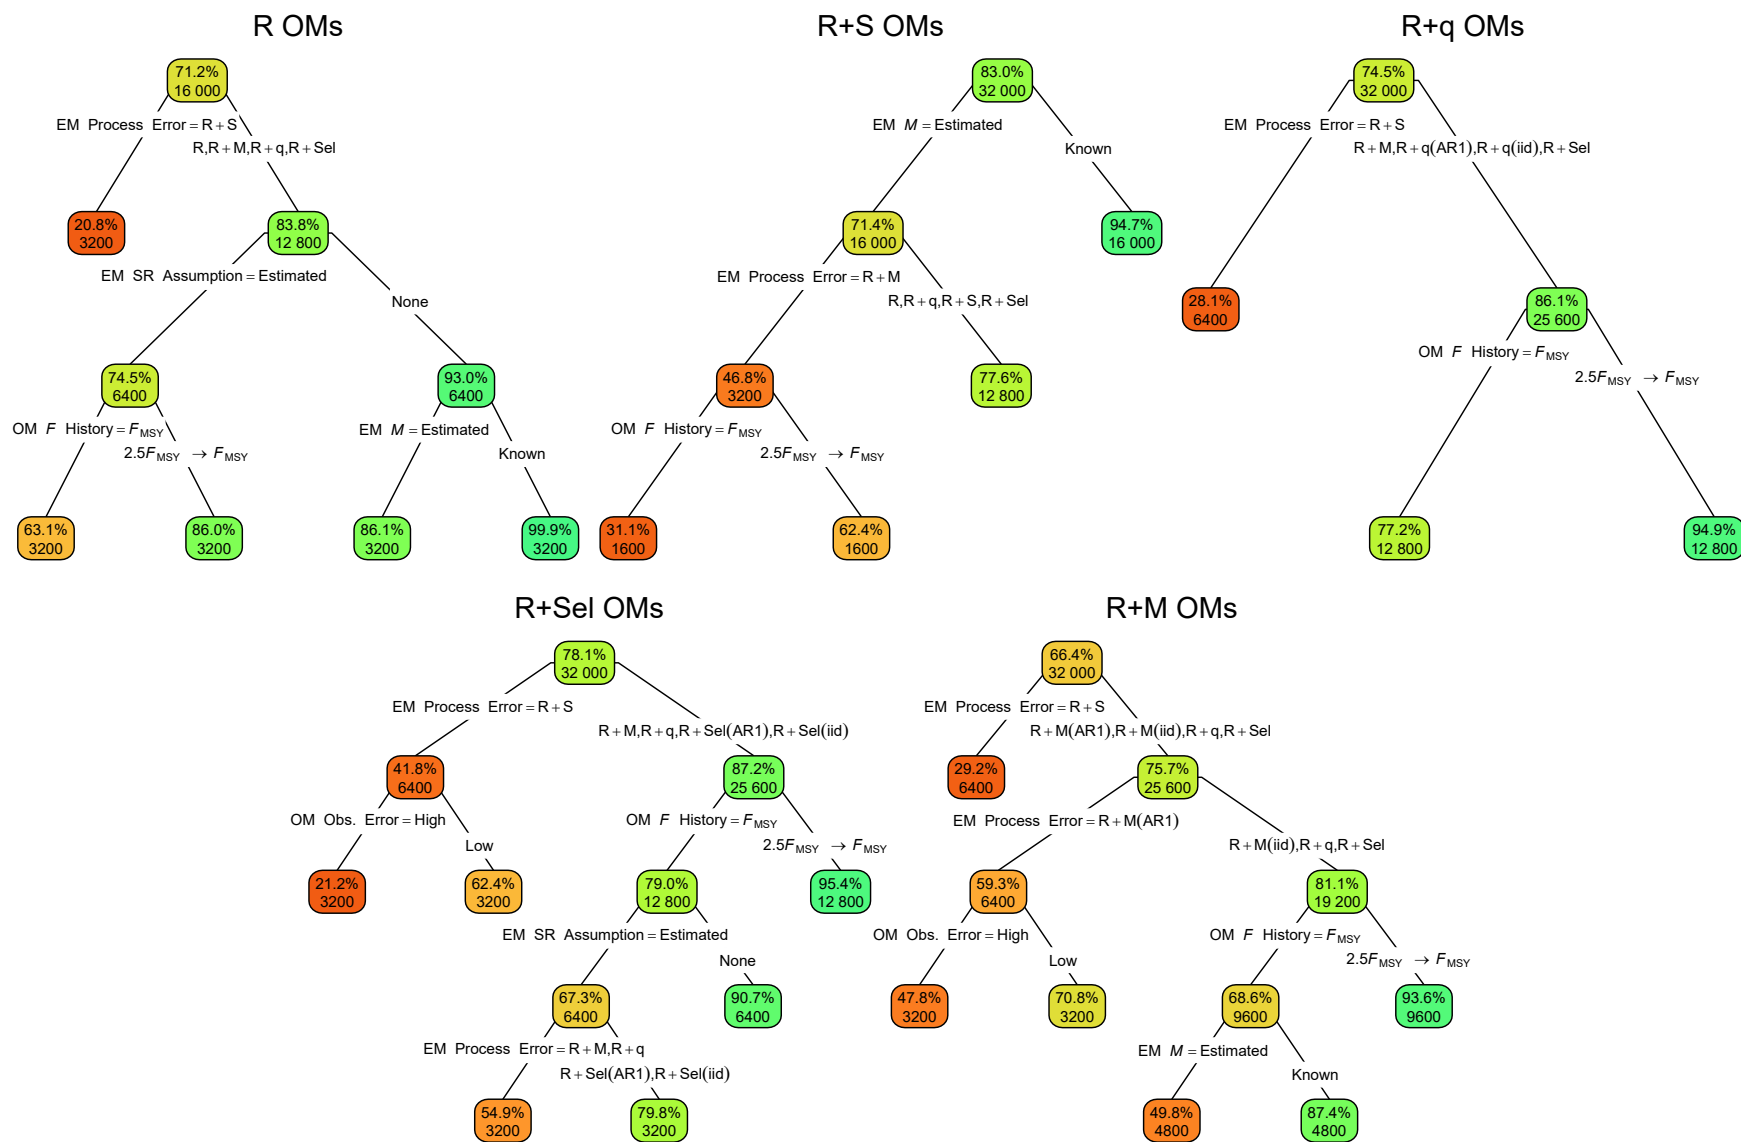 R OMs
71.2%
16 000
EM Process Error = R + S
R,R + M,R + q,R + Sel
20.8%
3200
83.8%
12 800
EM SR Assumption = Estimated
None
74.5%
6400
93.0%
6400
OM F History = FMSY
2.5FMSY → FMSY
EM M = Estimated
Known
63.1%
3200
86.0%
3200
86.1%
3200
99.9%
3200
R+S OMs
83.0%
32 000
EM M = Estimated
Known
71.4%
16 000
94.7%
16 000
EM Process Error = R + M
R,R + q,R + S,R + Sel
46.8%
3200
77.6%
12 800
OM F History = FMSY
2.5FMSY → FMSY
31.1%
1600
62.4%
1600
R+q OMs
74.5%
32 000
EM Process Error = R + S
R + M,R + q(AR1),R + q(iid),R + Sel
28.1%
6400
86.1%
25 600
OM F History = FMSY
2.5FMSY → FMSY
77.2%
12 800
94.9%
12 800
R+Sel OMs
78.1%
32 000
EM Process Error = R + S
R + M,R + q,R + Sel(AR1),R + Sel(iid)
41.8%
6400
87.2%
25 600
OM Obs. Error = High
Low
OM F History = FMSY
2.5FMSY → FMSY
21.2%
3200
62.4%
3200
79.0%
12 800
95.4%
12 800
EM SR Assumption = Estimated
None
67.3%
6400
90.7%
6400
EM Process Error = R + M,R + q
R + Sel(AR1),R + Sel(iid)
54.9%
3200
79.8%
3200
R+M OMs
66.4%
32 000
EM Process Error = R + S
R + M(AR1),R + M(iid),R + q,R + Sel
29.2%
6400
75.7%
25 600
EM Process Error = R + M(AR1)
R + M(iid),R + q,R + Sel
59.3%
6400
81.1%
19 200
OM Obs. Error = High
Low
OM F History = FMSY
2.5FMSY → FMSY
47.8%
3200
70.8%
3200
68.6%
9600
93.6%
9600
EM M = Estimated
Known
49.8%
4800
87.4%
4800